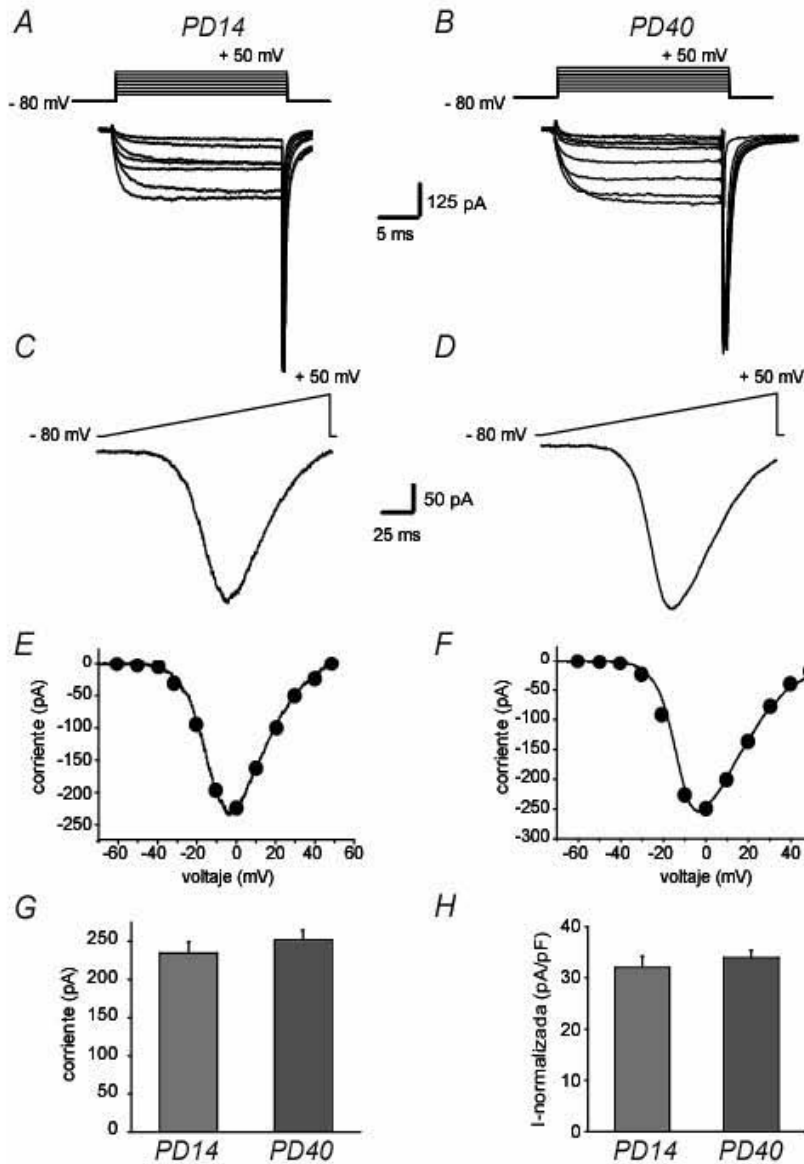 A PD14
+ 50 mV
- 80 mV
B PD40
+ 50 mV
- 80 mV
125 pA
5 ms
C
+ 50 mV
- 80 mV
D
+ 50 mV
- 80 mV
50 pA
25 ms
E
corriente (pA)
0
-50
-100
-150
-200
-250
-60 -40 -20 0 20 40 60
voltaje (mV)
F
corriente (pA)
0
-50
-100
-150
-200
-250
-300
-60 -40 -20 0 20 40
voltaje (mV)
G
corriente (pA)
250
200
150
100
50
0
PD14 PD40
H
I-normalizada (pA/pF)
40
30
20
10
0
PD14 PD40